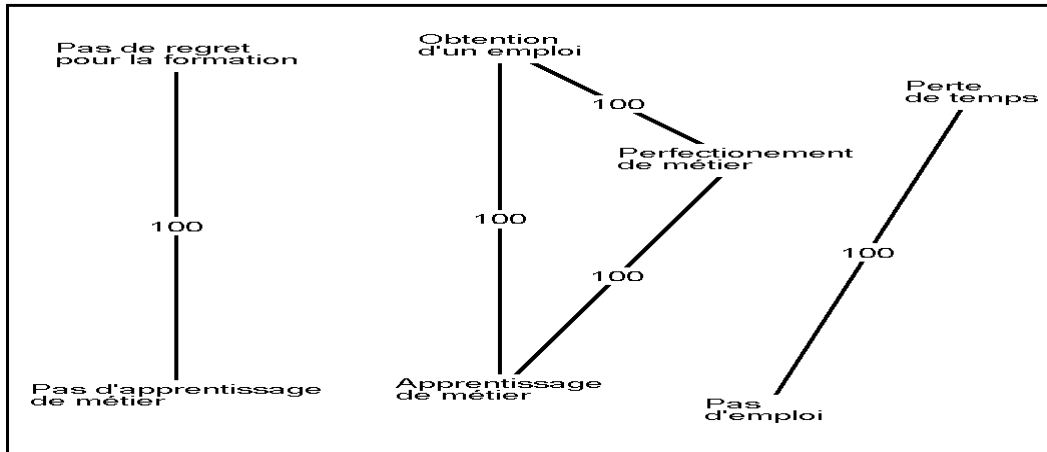 Pas de regret
pour la formation
Obtention
d'un emploi
Perte
de temps
100
Perfectionement
de métier
100
100
100
100
Pas d'apprentissage
de métier
Apprentissage
de métier
Pas
d'emploi